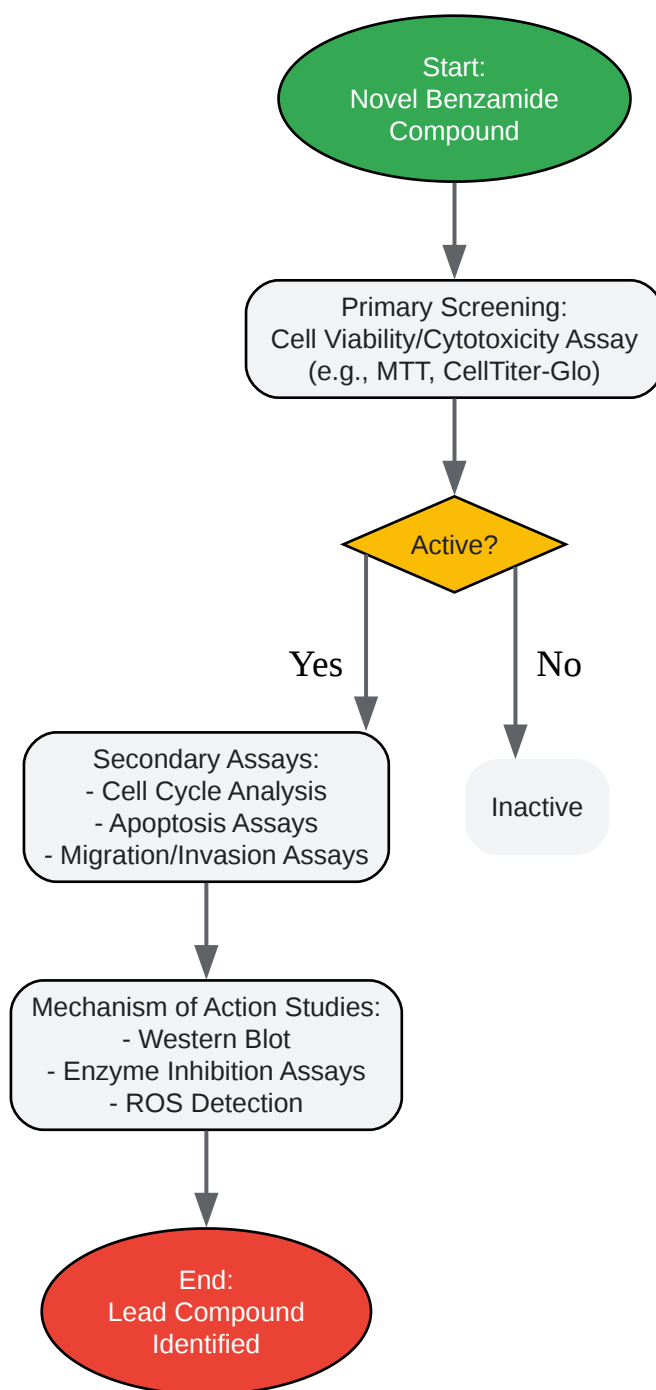 Start:
Novel Benzamide
Compound
Primary Screening:
Cell Viability/Cytotoxicity Assay
(e.g., MTT, CellTiter-Glo)
Active?
Yes
No
Secondary Assays:
- Cell Cycle Analysis
- Apoptosis Assays
- Migration/Invasion Assays
Inactive
Mechanism of Action Studies:
- Western Blot
- Enzyme Inhibition Assays
- ROS Detection
End:
Lead Compound
Identified